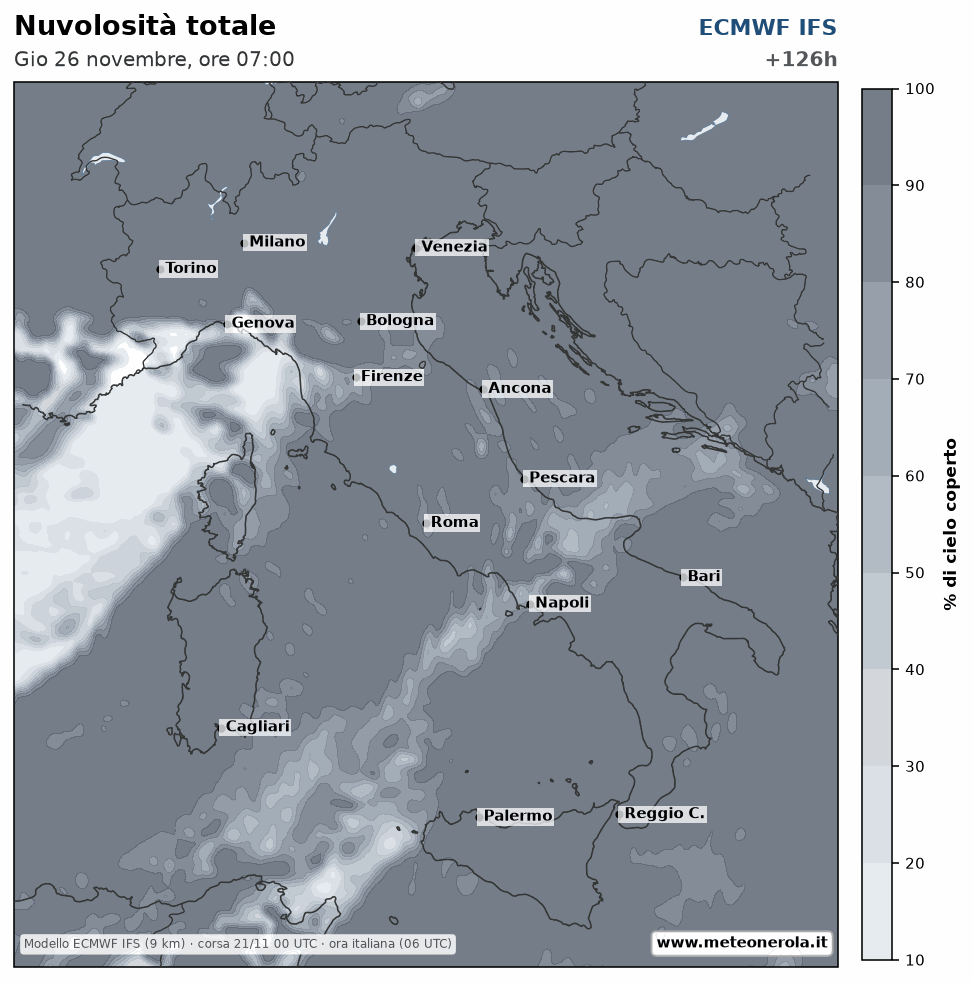 Nuvolosità totale
ECMWF IFS
Gio 26 novembre, ore 07:00
+126h
100
90
80
70
60
50
40
30
20
10
% di cielo coperto
Milano
Venezia
Torino
Genova
Bologna
Firenze
Ancona
Pescara
Roma
Bari
Napoli
Cagliari
Palermo
Reggio C.
Modello ECMWF IFS (9 km) · corsa 21/11 00 UTC · ora italiana (06 UTC)
www.meteonerola.it